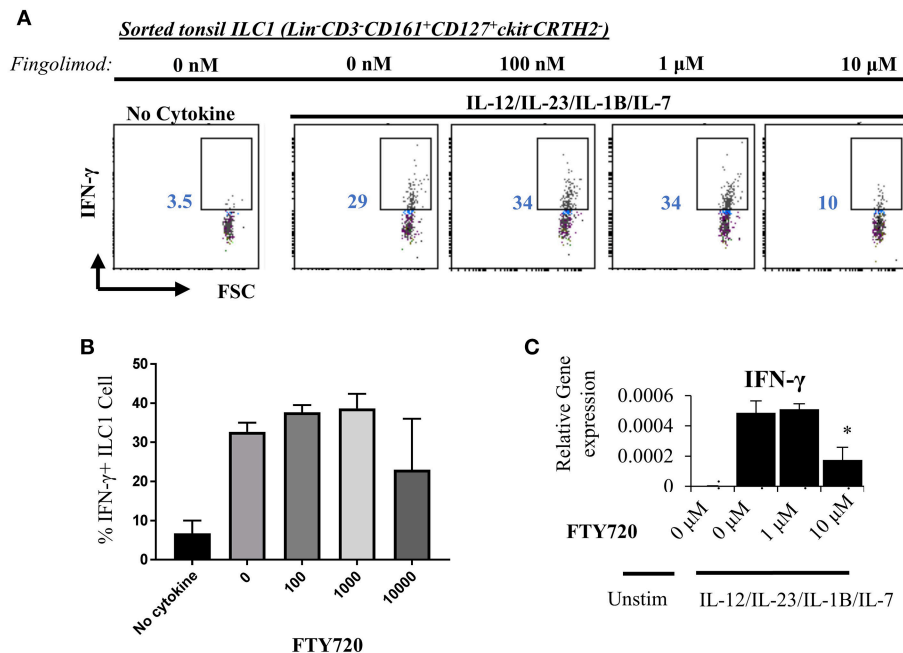 A
Sorted tonsil ILC1 (Lin-CD3-CD161+CD127+ckit-CRTH2-)
Fingolimod: 0 nM 0 nM 100 nM 1 µM 10 µM
IL-12/IL-23/IL-1B/IL-7
No Cytokine
IFN-γ
3.5 29 34 34 10
FSC
B
% IFN-γ+ ILC1 Cell
50
40
30
20
10
0
No cytokine 0 100 1000 10000
FTY720
C
IFN-γ
Relative Gene
expression
0.0006
0.0004
0.0002
0
*
FTY720 0 µM 0 µM 1 µM 10 µM
Unstim IL-12/IL-23/IL-1B/IL-7